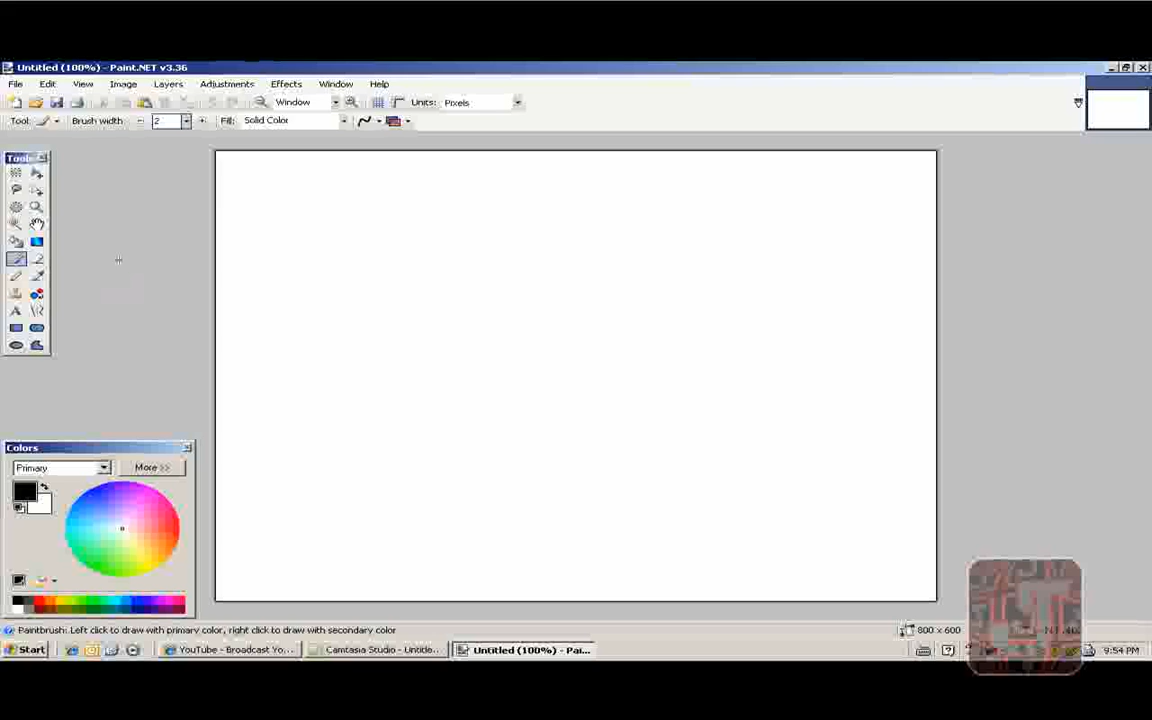 Untitled (100%) - Paint.NET v3.36
File Edit View Image Layers Adjustments Effects Window Help
Window Units: Pixels
Tool: Brush width: 2 Fill: Solid Color
Tools
Colors
Primary More >>
Paintbrush: Left click to draw with primary color, right click to draw with secondary color
800 x 600
Start YouTube - Broadcast Yo... Camtasia Studio - Untitle... Untitled (100%) - Pai... 9:54 PM